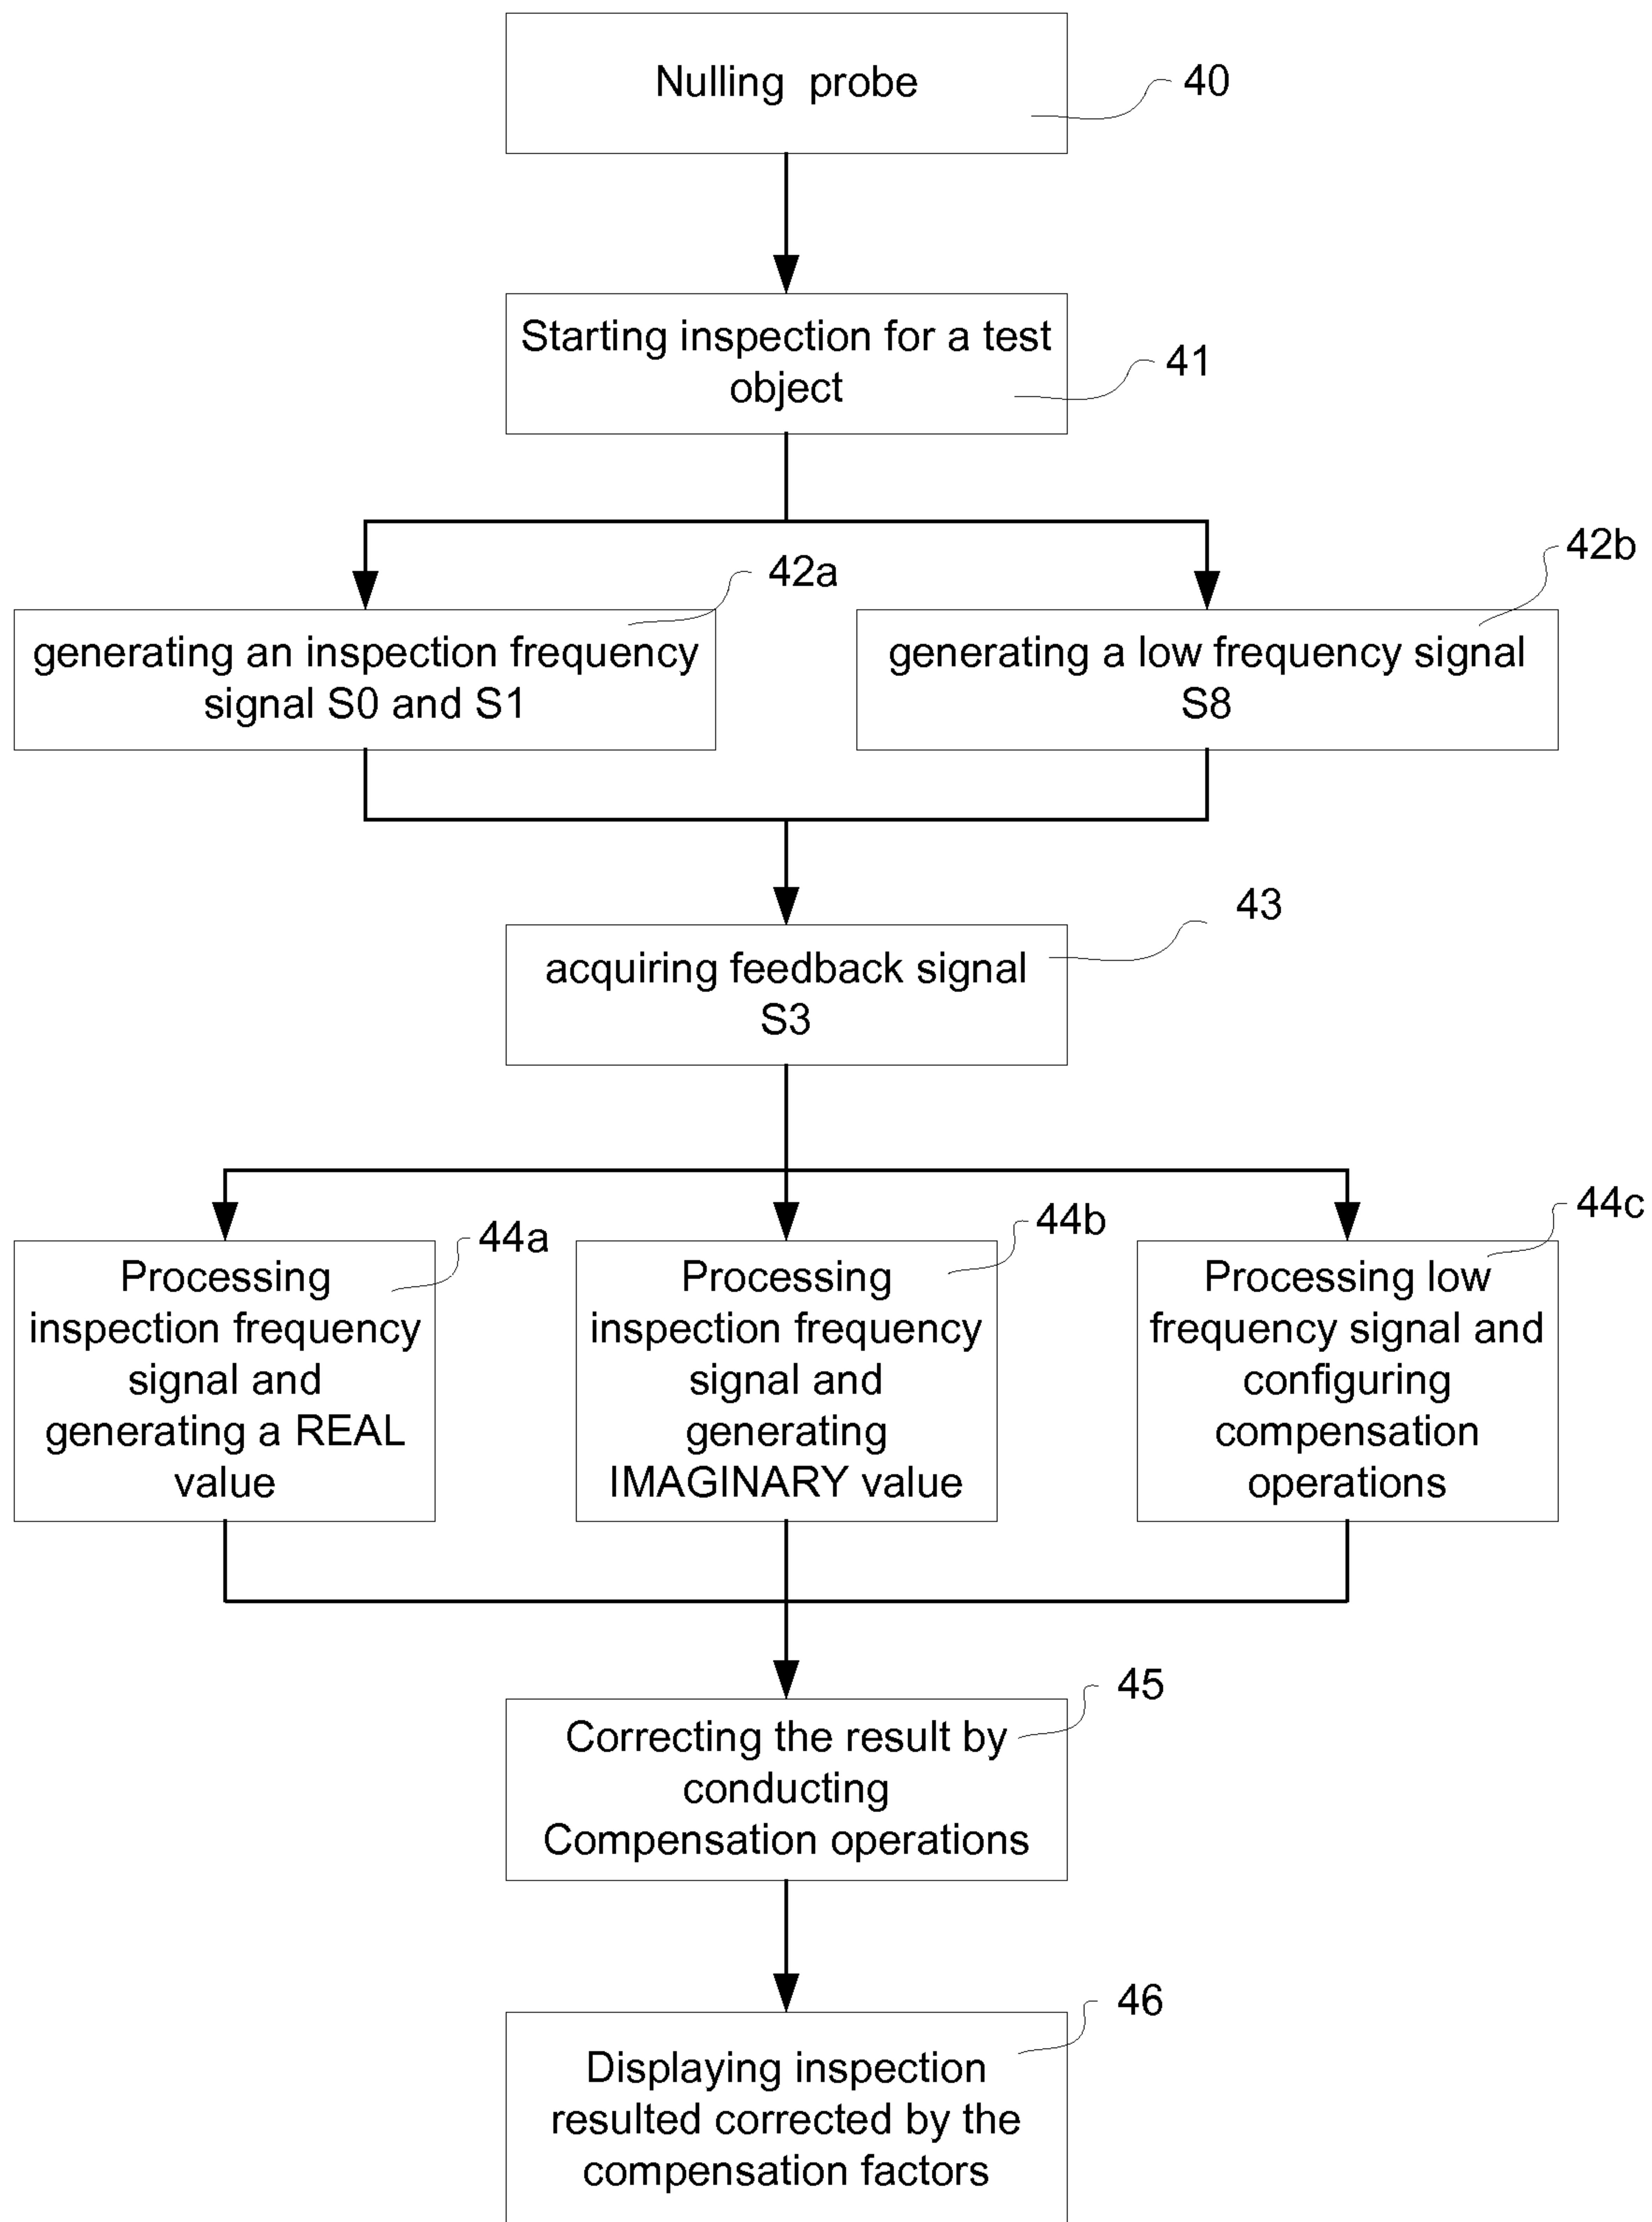 Nulling probe
40
Starting inspection for a test
object
41
42a
42b
generating an inspection frequency
signal S0 and S1
generating a low frequency signal
S8
43
acquiring feedback signal
S3
44a
44b
44c
Processing
inspection frequency
signal and
generating a REAL
value
Processing
inspection frequency
signal and
generating
IMAGINARY value
Processing low
frequency signal and
configuring
compensation
operations
45
Correcting the result by
conducting
Compensation operations
46
Displaying inspection
resulted corrected by the
compensation factors